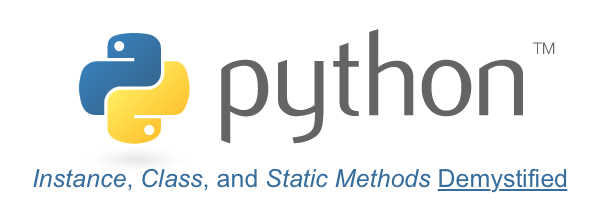 python™
Instance, Class, and Static Methods Demystified